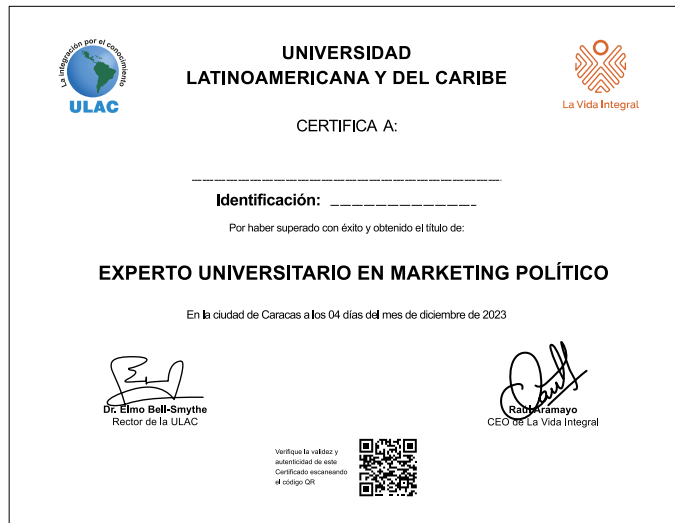 La integración por el conocimiento
ULAC
UNIVERSIDAD
LATINOAMERICANA Y DEL CARIBE
La Vida Integral
CERTIFICA A:
Identificación:
Por haber superado con éxito y obtenido el título de:
EXPERTO UNIVERSITARIO EN MARKETING POLÍTICO
En la ciudad de Caracas a los 04 días del mes de diciembre de 2023
Dr. Elmo Bell-Smythe
Rector de la ULAC
Raúl Aramayo
CEO de La Vida Integral
Verifique la validez y
autenticidad de este
Certificado escaneando
el código QR